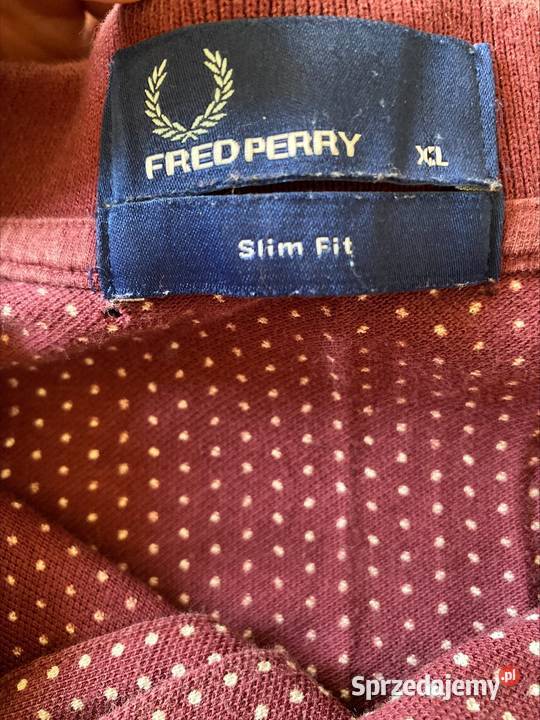 FRED PERRY XL
Slim Fit
Sprzedajemy.pl